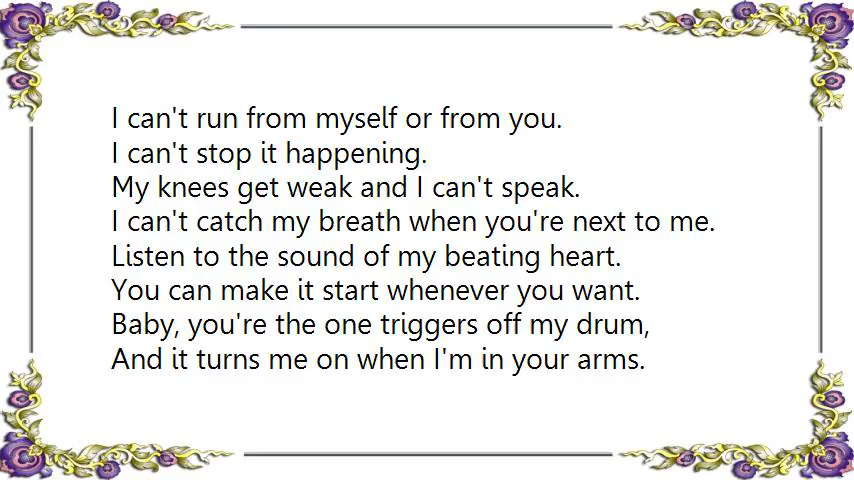 I can't run from myself or from you.
I can't stop it happening.
My knees get weak and I can't speak.
I can't catch my breath when you're next to me.
Listen to the sound of my beating heart.
You can make it start whenever you want.
Baby, you're the one triggers off my drum,
And it turns me on when I'm in your arms.